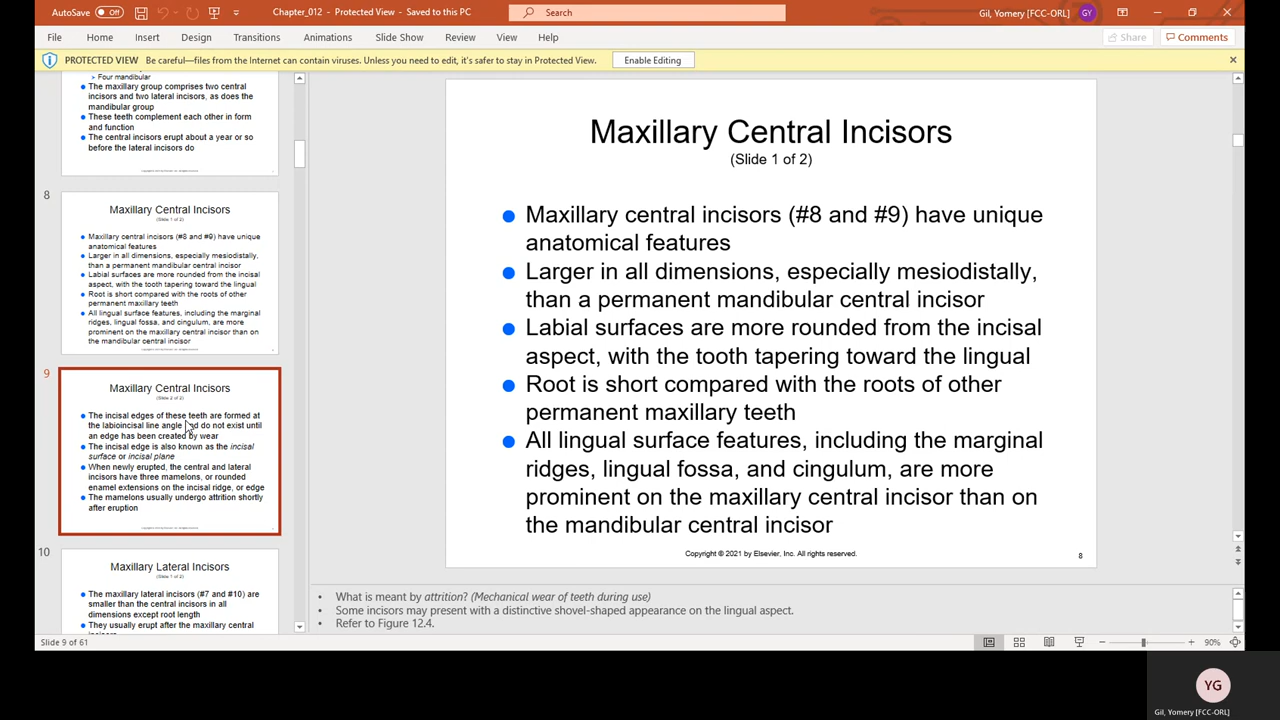 AutoSave Off
Chapter_012 - Protected View - Saved to this PC
Search
Gil, Yomery [FCC-ORL] GY
File Home Insert Design Transitions Animations Slide Show Review View Help
Share Comments
PROTECTED VIEW Be careful—files from the Internet can contain viruses. Unless you need to edit, it's safer to stay in Protected View. Enable Editing
Four mandibular
The maxillary group comprises two central
incisors and two lateral incisors, as does the
mandibular group
These teeth complement each other in form
and function
The central incisors erupt about a year or so
before the lateral incisors do
8
Maxillary Central Incisors
(Slide 1 of 2)
Maxillary central incisors (#8 and #9) have unique
anatomical features
Larger in all dimensions, especially mesiodistally,
than a permanent mandibular central incisor
Labial surfaces are more rounded from the incisal
aspect, with the tooth tapering toward the lingual
Root is short compared with the roots of other
permanent maxillary teeth
All lingual surface features, including the marginal
ridges, lingual fossa, and cingulum, are more
prominent on the maxillary central incisor than on
the mandibular central incisor
9
Maxillary Central Incisors
(Slide 2 of 2)
The incisal edges of these teeth are formed at
the labioincisal line angle and do not exist until
an edge has been created by wear
The incisal edge is also known as the incisal
surface or incisal plane
When newly erupted, the central and lateral
incisors have three mamelons, or rounded
enamel extensions on the incisal ridge, or edge
The mamelons usually undergo attrition shortly
after eruption
10
Maxillary Lateral Incisors
(Slide 1 of 2)
The maxillary lateral incisors (#7 and #10) are
smaller than the central incisors in all
dimensions except root length
They usually erupt after the maxillary central
Maxillary Central Incisors
(Slide 1 of 2)
Maxillary central incisors (#8 and #9) have unique
anatomical features
Larger in all dimensions, especially mesiodistally,
than a permanent mandibular central incisor
Labial surfaces are more rounded from the incisal
aspect, with the tooth tapering toward the lingual
Root is short compared with the roots of other
permanent maxillary teeth
All lingual surface features, including the marginal
ridges, lingual fossa, and cingulum, are more
prominent on the maxillary central incisor than on
the mandibular central incisor
Copyright © 2021 by Elsevier, Inc. All rights reserved.
8
What is meant by attrition? (Mechanical wear of teeth during use)
Some incisors may present with a distinctive shovel-shaped appearance on the lingual aspect.
Refer to Figure 12.4.
Slide 9 of 61
90%
YG
Gil, Yomery [FCC-ORL]